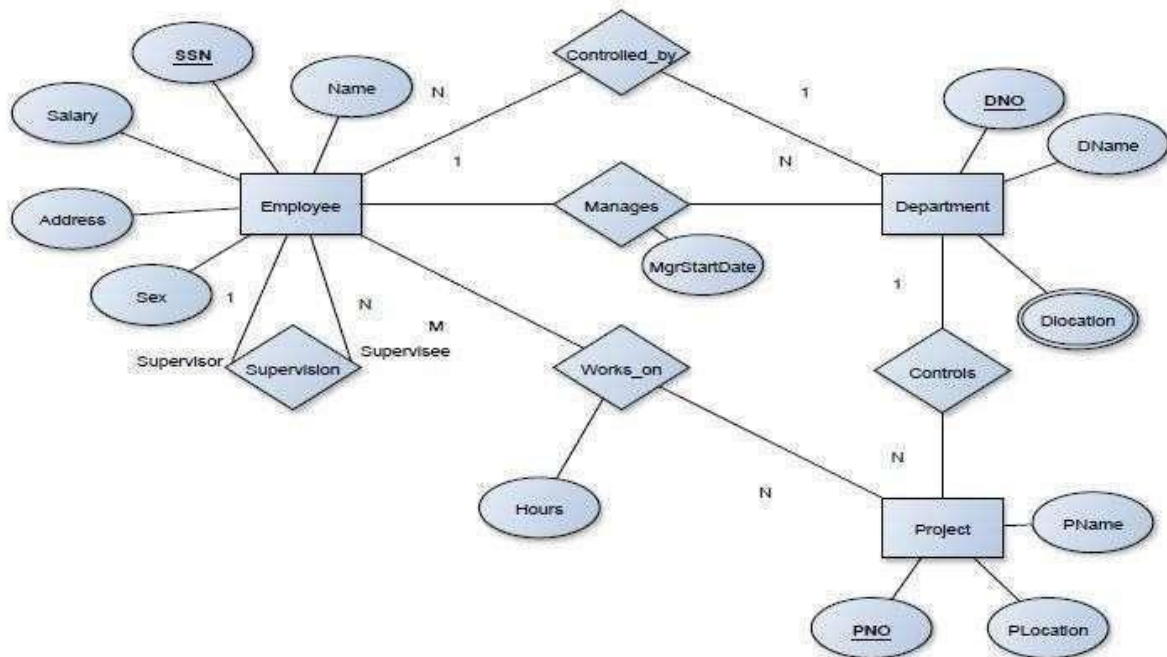 Controlled_by
SSN
Name
N
1
DNO
Salary
DName
1
N
Employee
Manages
Department
Address
MgrStartDate
Sex
1
N
1
Dlocation
M
Supervisor
Supervisee
Supervision
Works_on
Controls
N
N
Hours
PName
Project
PNO
PLocation